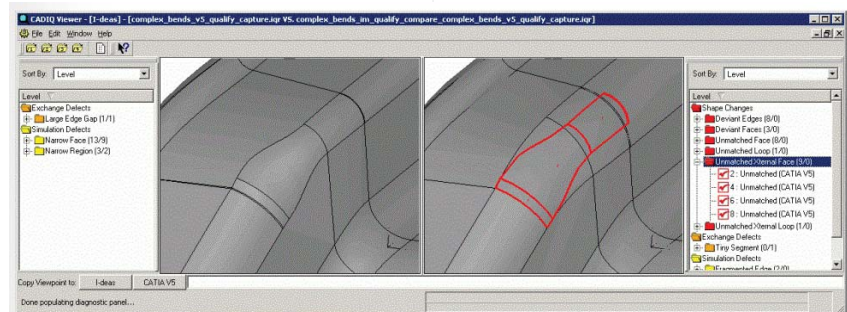 CADIQ Viewer - [I-deas] - [complex_bends_v5_qualify_capture.iqr VS. complex_bends_im_qualify_compare_complex_bends_v5_qualify_capture.iqr]
File Edit Window Help
Sort By: Level
Level
Exchange Defects
Large Edge Gap (1/1)
Simulation Defects
Narrow Face (13/9)
Narrow Region (3/2)
Sort By: Level
Level
Shape Changes
Deviant Edges (8/0)
Deviant Faces (3/0)
Unmatched Face (8/0)
Unmatched Loop (1/0)
Unmatched Xternal Face (9/0)
2 : Unmatched (CATIA V5)
4 : Unmatched (CATIA V5)
6 : Unmatched (CATIA V5)
8 : Unmatched (CATIA V5)
Unmatched Xternal Loop (1/0)
Exchange Defects
Tiny Segment (0/1)
Simulation Defects
Fragmented Edge (2/0)
Copy Viewpoint to: I-deas CATIA V5
Done populating diagnostic panel...